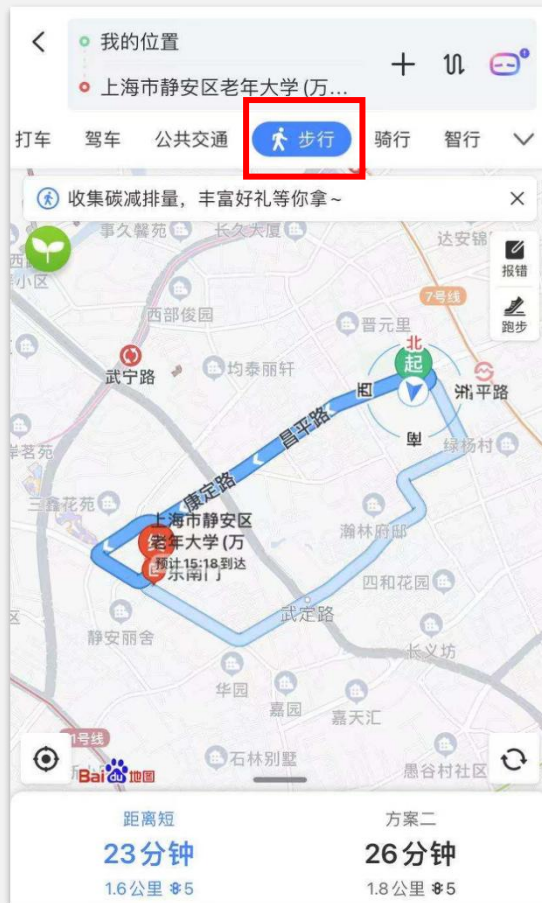 我的位置
上海市静安区老年大学(万...
打车 驾车 公共交通 步行 骑行 智行
收集碳减排量，丰富好礼等你拿~
事久馨苑 长久大厦 达安锦
报错
小区
7号线
跑步
西部俊园 晋元里
北
起
武宁路 均泰丽轩
西
昌平路
南
绿杨村
茗苑
康定路
三鑫花苑
上海市静安区
老年大学(万
终
预计15:18到达
东南门
瀚林府邸
四和花园
武定路
静安丽舍
长义坊
华园
嘉园
嘉天汇
1号线
石林别墅
愚谷村社区
Bai du 地图
距离短 方案二
23分钟 26分钟
1.6公里 5 1.8公里 5